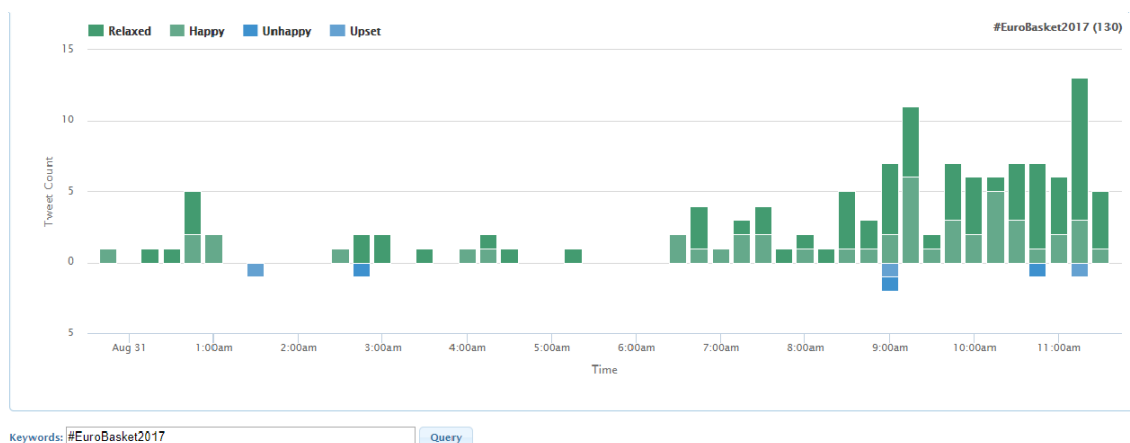 Relaxed Happy Unhappy Upset #EuroBasket2017 (130)
15
10
5
0
5
Tweet Count
Aug 31 1:00am 2:00am 3:00am 4:00am 5:00am 6:00am 7:00am 8:00am 9:00am 10:00am 11:00am
Time
Keywords: #EuroBasket2017 Query